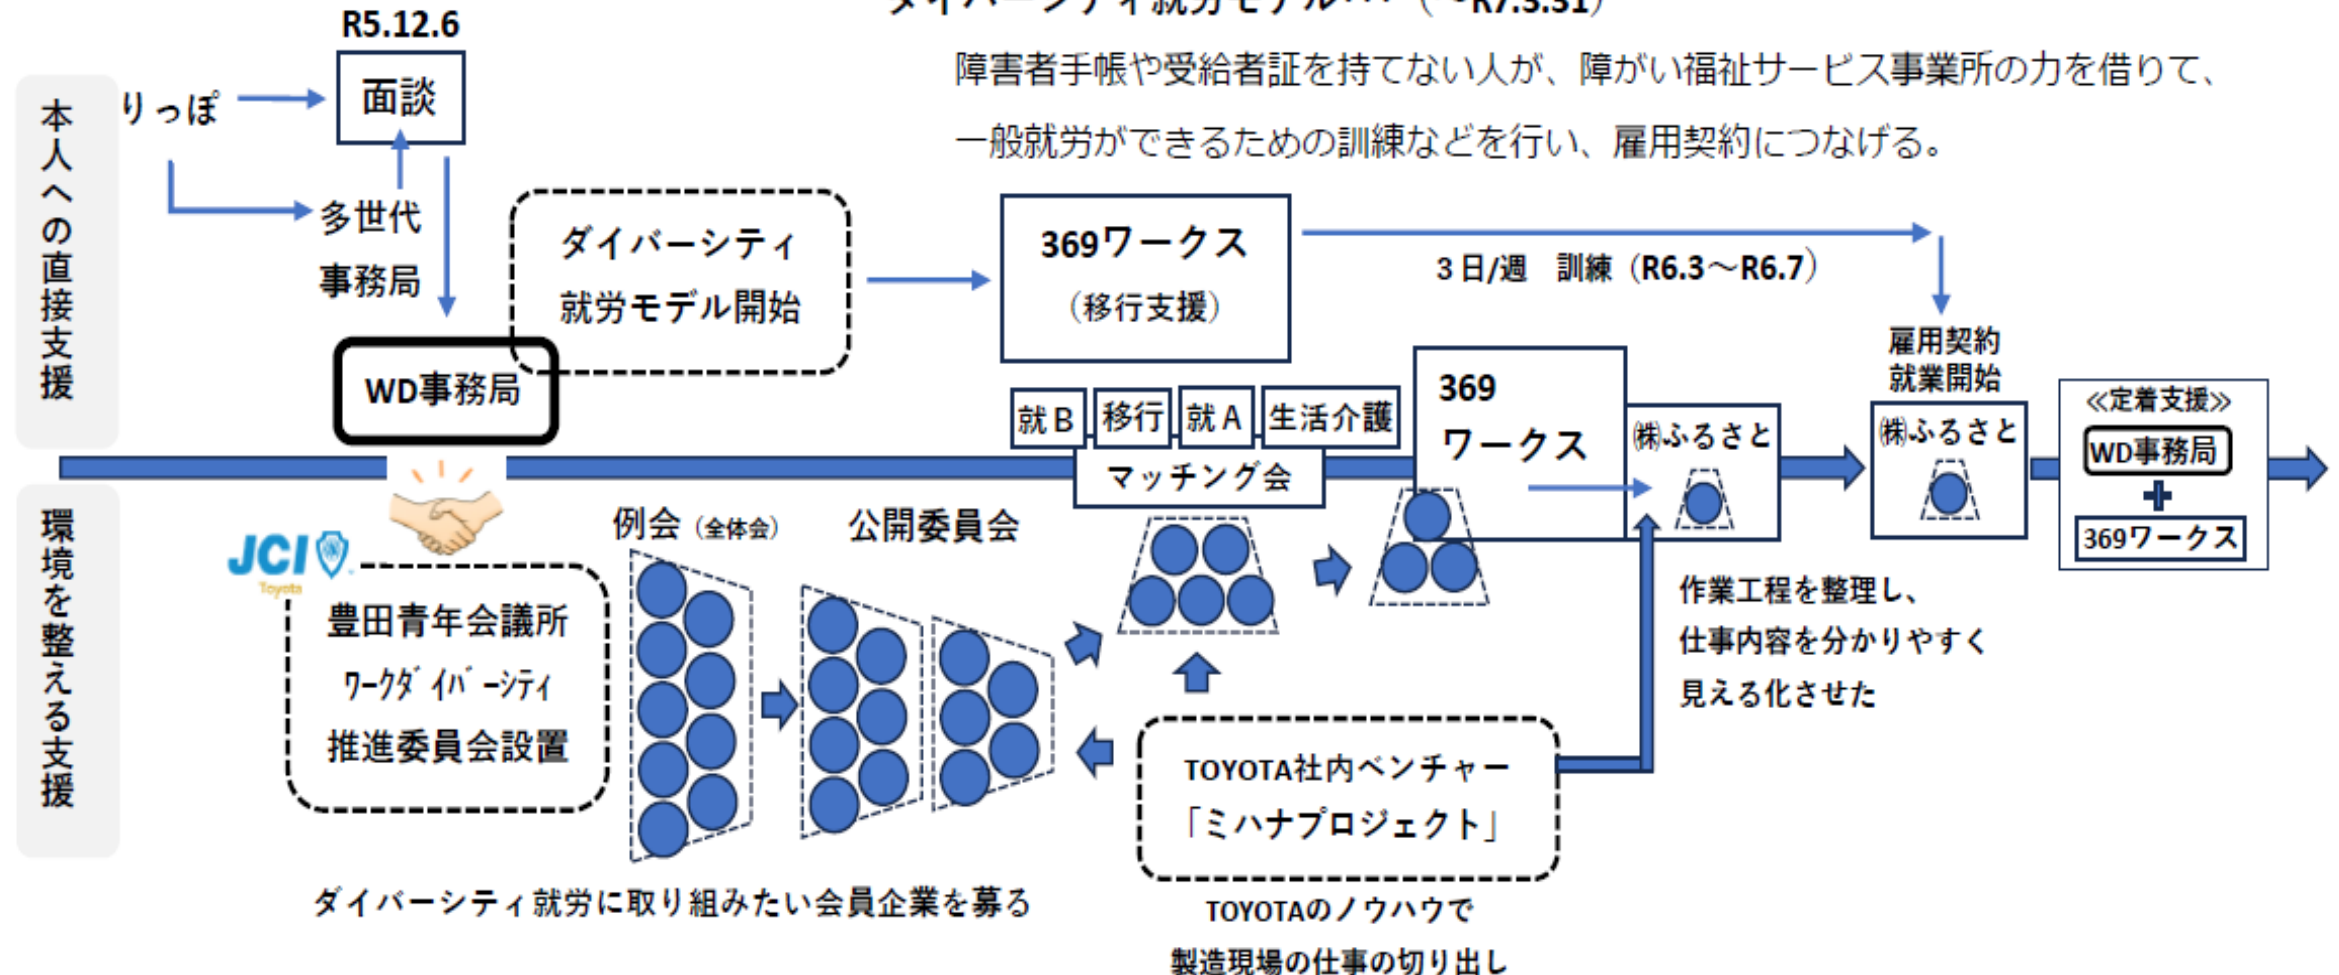 ダイバーシティ就労モデル･･･（～R7.3.31）
障害者手帳や受給者証を持てない人が、障がい福祉サービス事業所の力を借りて、
一般就労ができるための訓練などを行い、雇用契約につなげる。
本人への直接支援
R5.12.6
りっぽ
面談
多世代
事務局
WD事務局
ダイバーシティ
就労モデル開始
369ワークス
（移行支援）
３日/週　訓練（R6.3～R6.7）
雇用契約
就業開始
就Ｂ
移行
就Ａ
生活介護
マッチング会
369
ワークス
㈱ふるさと
㈱ふるさと
≪定着支援≫
WD事務局
369ワークス
環境を整える支援
JCI
Toyota
豊田青年会議所
ﾜｰｸﾀﾞｲﾊﾞｰｼﾃｨ
推進委員会設置
例会（全体会）
公開委員会
作業工程を整理し、
仕事内容を分かりやすく
見える化させた
TOYOTA社内ベンチャー
「ミハナプロジェクト」
ダイバーシティ就労に取り組みたい会員企業を募る
TOYOTAのノウハウで
製造現場の仕事の切り出し